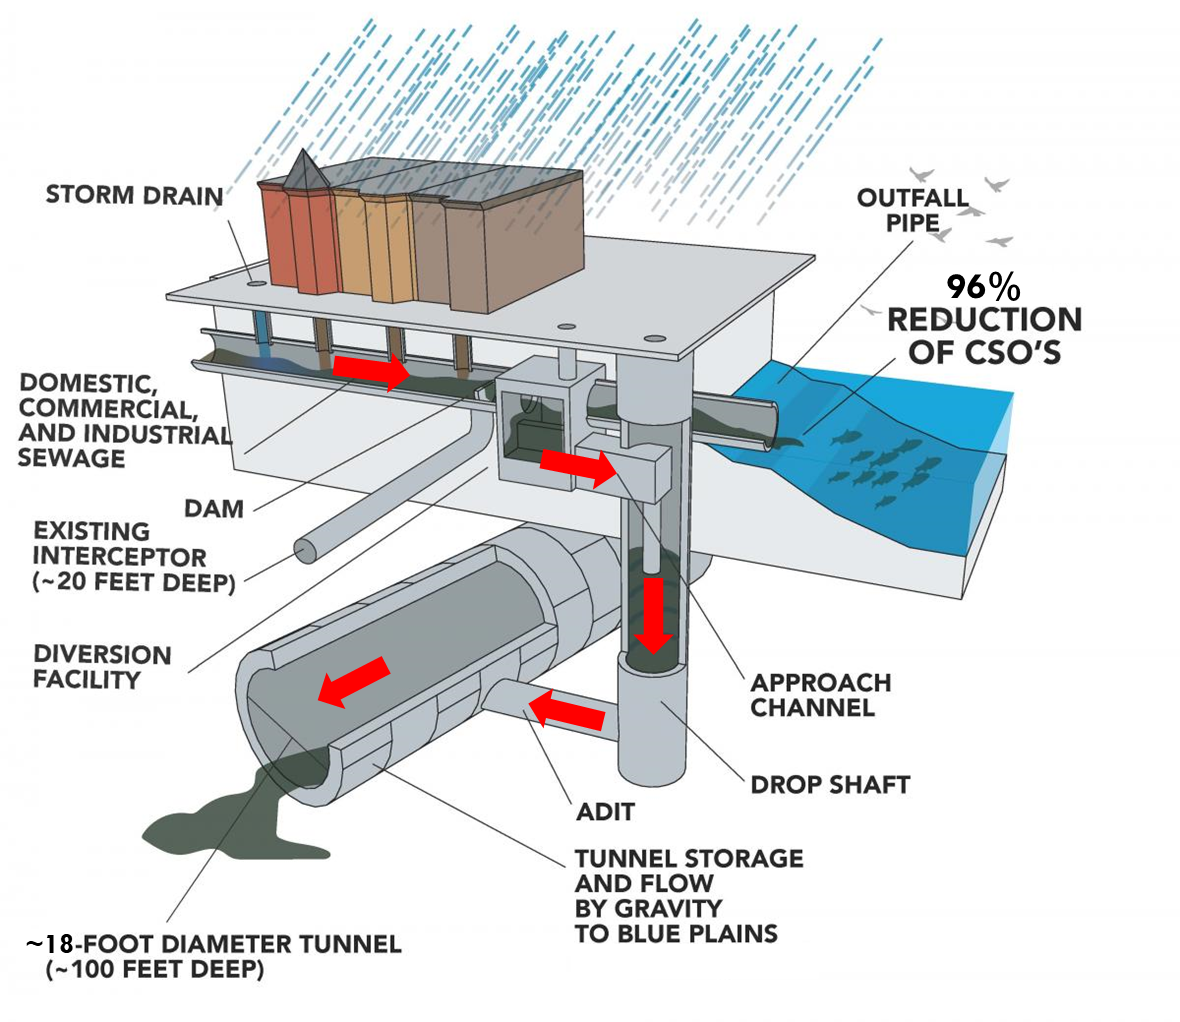 STORM DRAIN
OUTFALL
PIPE
96%
REDUCTION
OF CSO'S
DOMESTIC,
COMMERCIAL,
AND INDUSTRIAL
SEWAGE
DAM
EXISTING
INTERCEPTOR
(~20 FEET DEEP)
DIVERSION
FACILITY
APPROACH
CHANNEL
DROP SHAFT
ADIT
TUNNEL STORAGE
AND FLOW
BY GRAVITY
TO BLUE PLAINS
~18-FOOT DIAMETER TUNNEL
(~100 FEET DEEP)